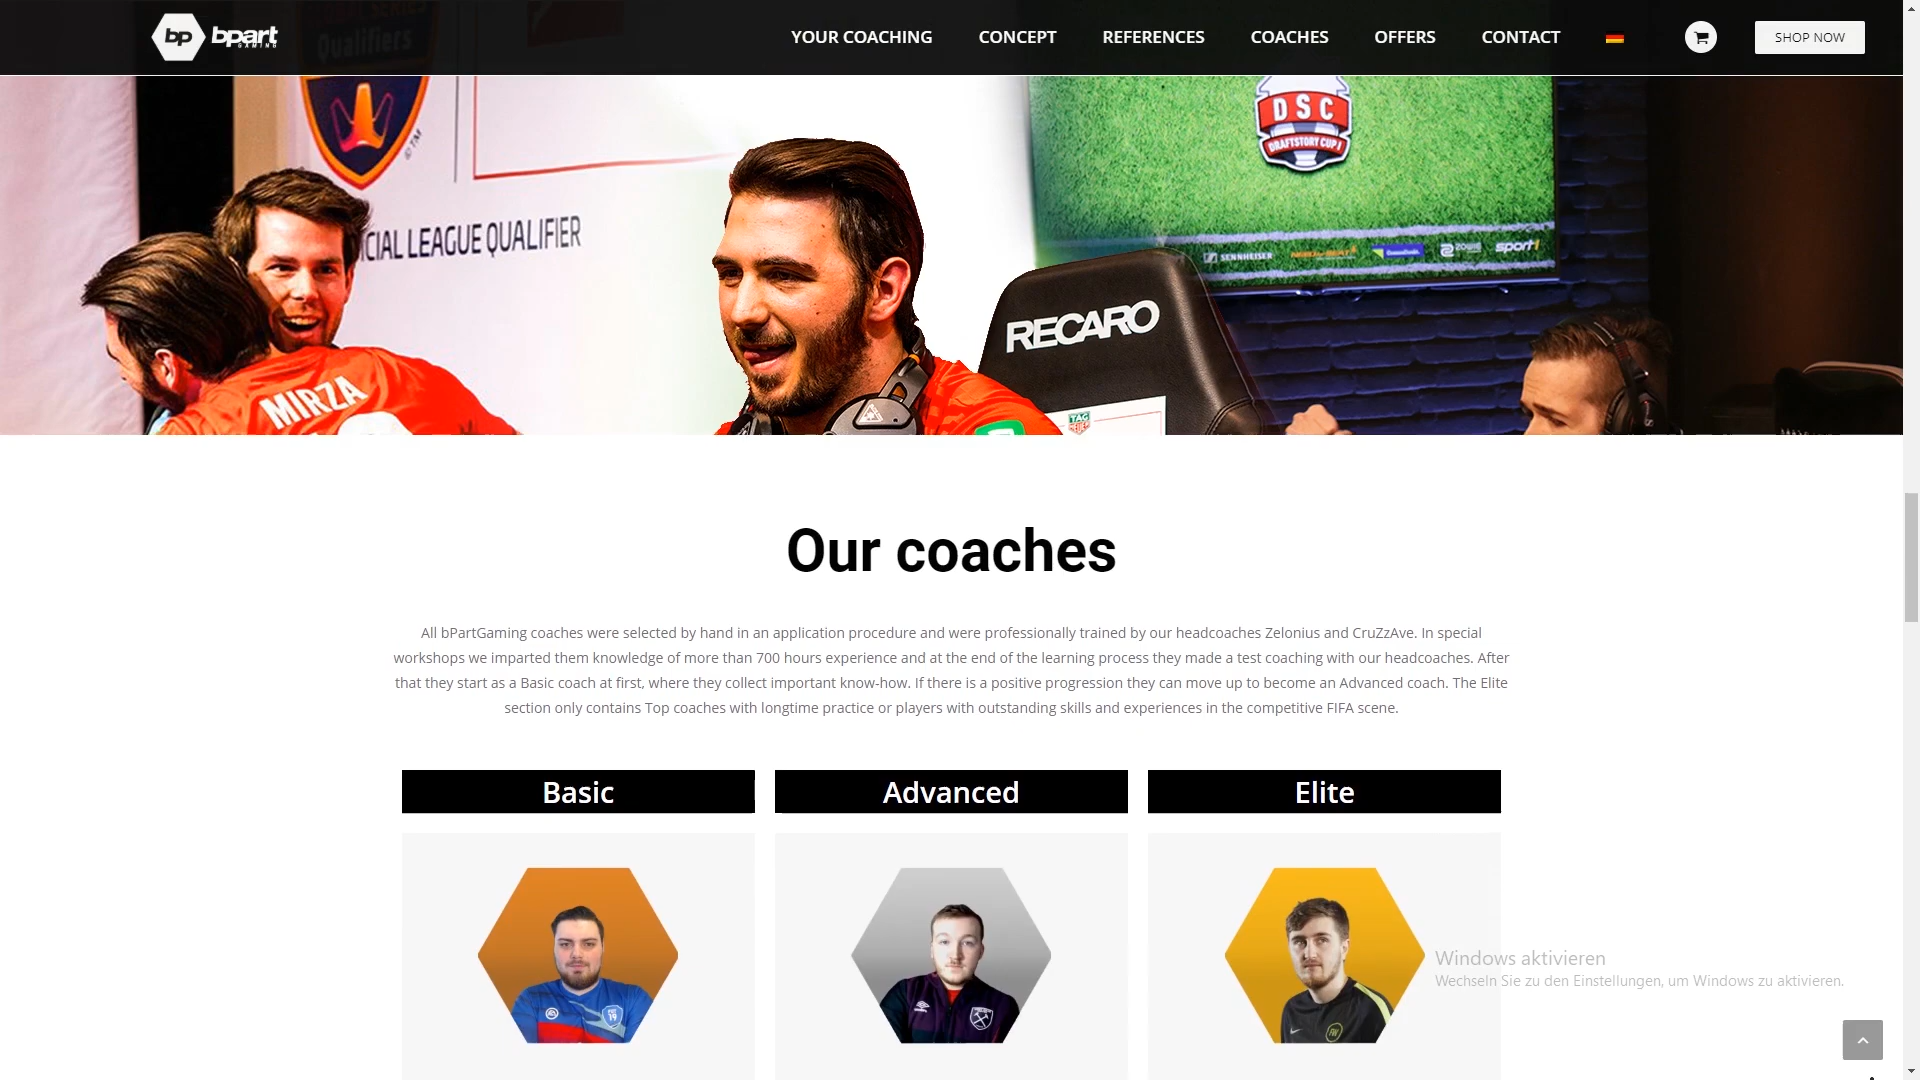 bp bpart
GAMING
YOUR COACHING CONCEPT REFERENCES COACHES OFFERS CONTACT SHOP NOW
Qualifiers
© TM
CIAL LEAGUE QUALIFIER
MIRZA
DSC
DRAFTSTORY CUP I
SENNHEISER
ZOWIE sport1
RECARO
TAG
Our coaches
All bPartGaming coaches were selected by hand in an application procedure and were professionally trained by our headcoaches Zelonius and CruZzAve. In special
workshops we imparted them knowledge of more than 700 hours experience and at the end of the learning process they made a test coaching with our headcoaches. After
that they start as a Basic coach at first, where they collect important know-how. If there is a positive progression they can move up to become an Advanced coach. The Elite
section only contains Top coaches with longtime practice or players with outstanding skills and experiences in the competitive FIFA scene.
Basic Advanced Elite
19
FW
Windows aktivieren
Wechseln Sie zu den Einstellungen, um Windows zu aktivieren.